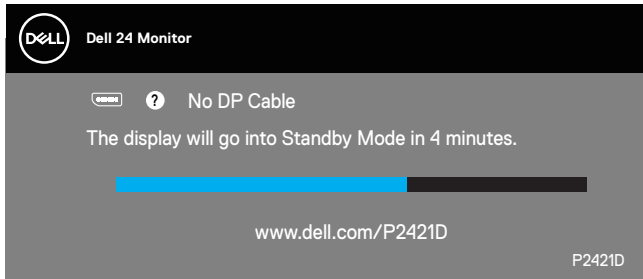 DELL
Dell 24 Monitor
? No DP Cable
The display will go into Standby Mode in 4 minutes.
www.dell.com/P2421D
P2421D